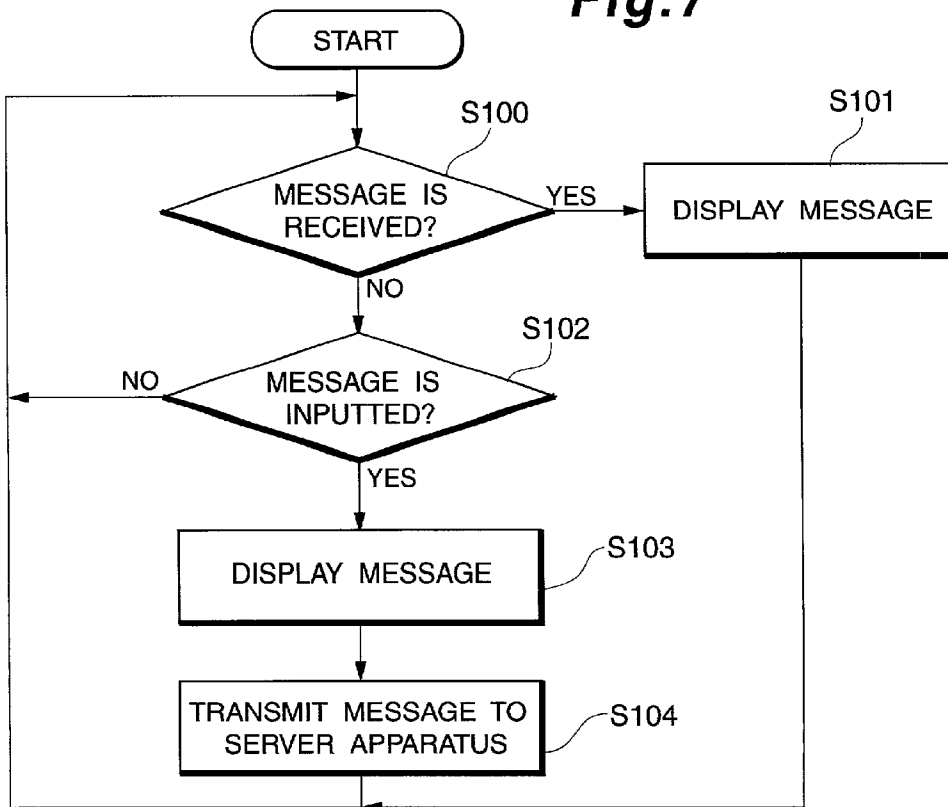 Fig.7
START
S100
S101
MESSAGE IS
RECEIVED?
YES
DISPLAY MESSAGE
NO
S102
NO
MESSAGE IS
INPUTTED?
YES
S103
DISPLAY MESSAGE
TRANSMIT MESSAGE TO
SERVER APPARATUS
S104